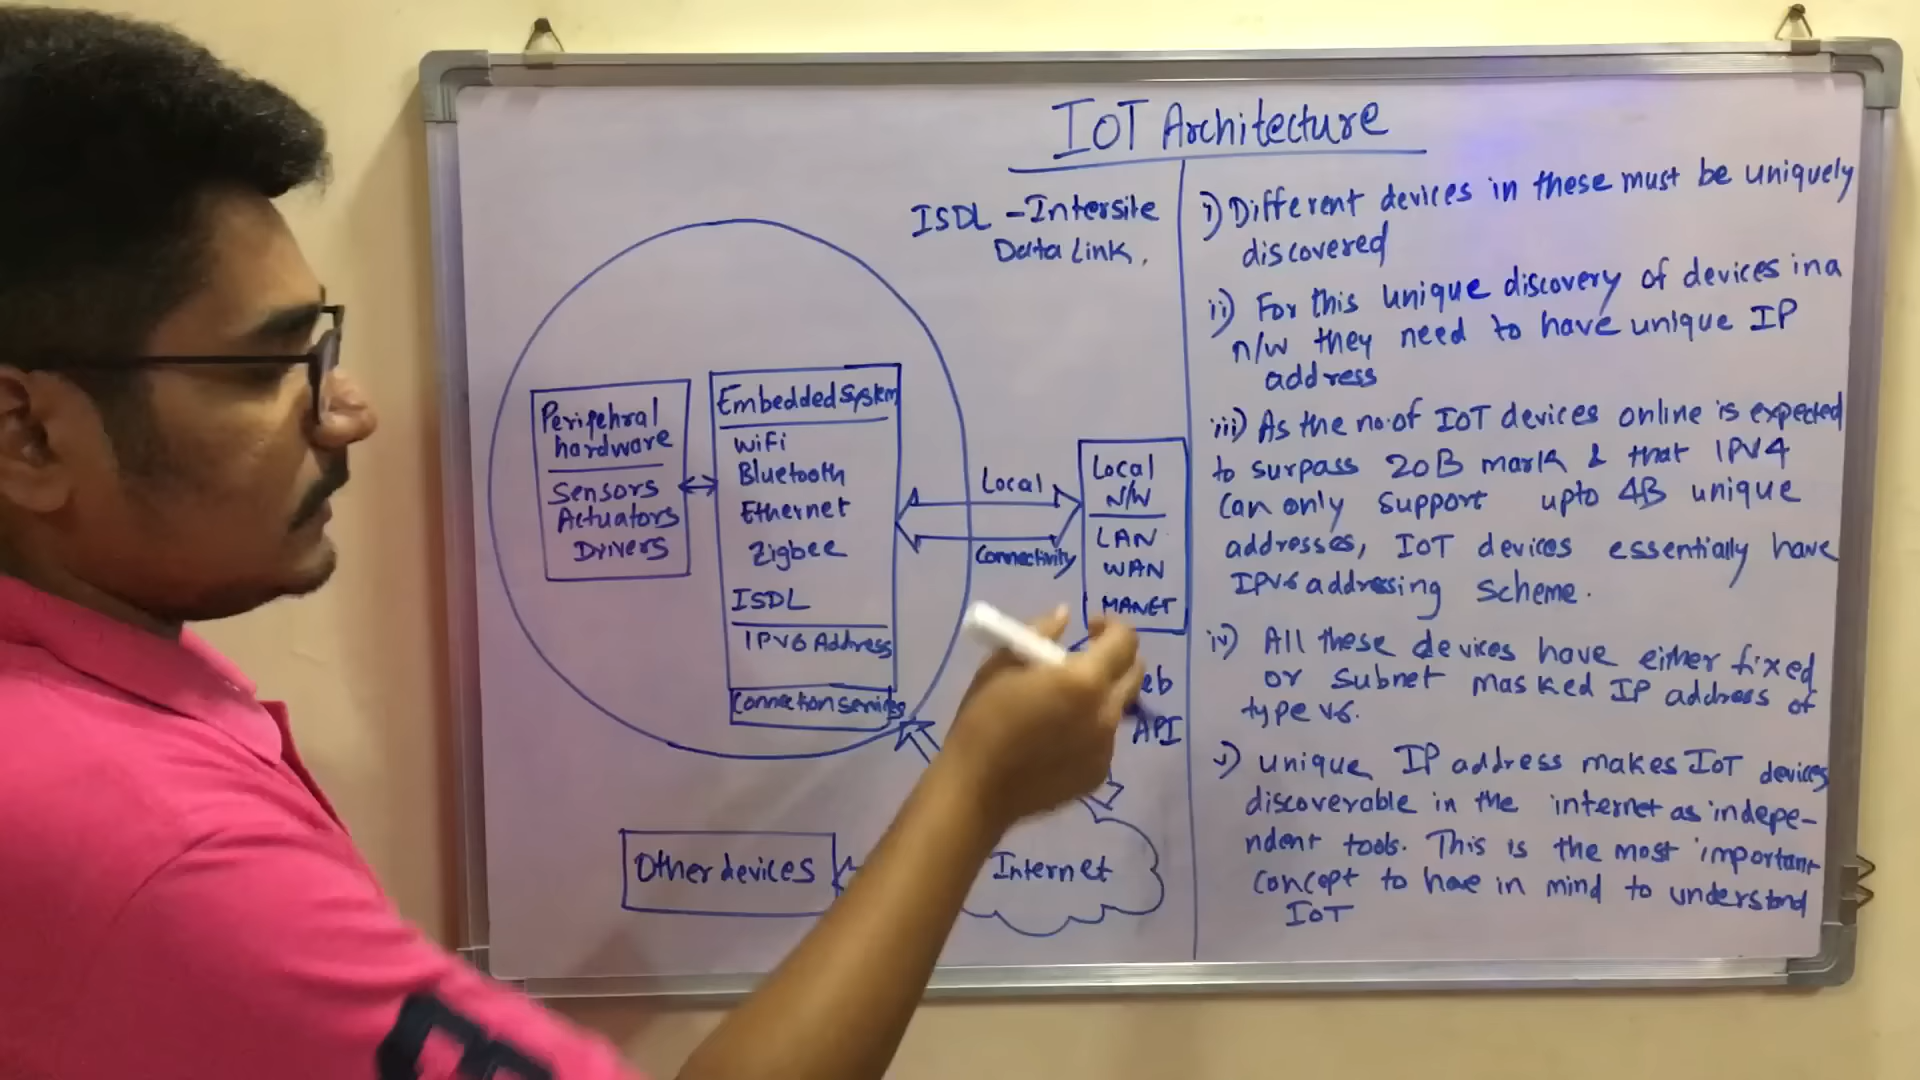 IOT Architecture
ISDL - Intersite
Data Link.
Peripehral
hardware
Sensors
Actuators
Drivers
Embedded System
WiFi
Bluetooth
Ethernet
Zigbee
ISDL
IPV6 Address
Connection services
Local
Connectivity
Local
N/W
LAN
WAN
MANET
API
Other devices
Internet
i) Different devices in these must be uniquely
discovered
ii) For this unique discovery of devices in a
n/w they need to have unique IP
address
iii) As the no. of IoT devices online is expected
to surpass 20B mark & that IPV4
can only support upto 4B unique
addresses, IoT devices essentially have
IPV6 addressing scheme.
iv) All these devices have either fixed
or subnet masked IP address of
type v6.
v) unique IP address makes IoT devices
discoverable in the internet as indepe-
ndent tools. This is the most important
concept to hae in mind to understand
IoT